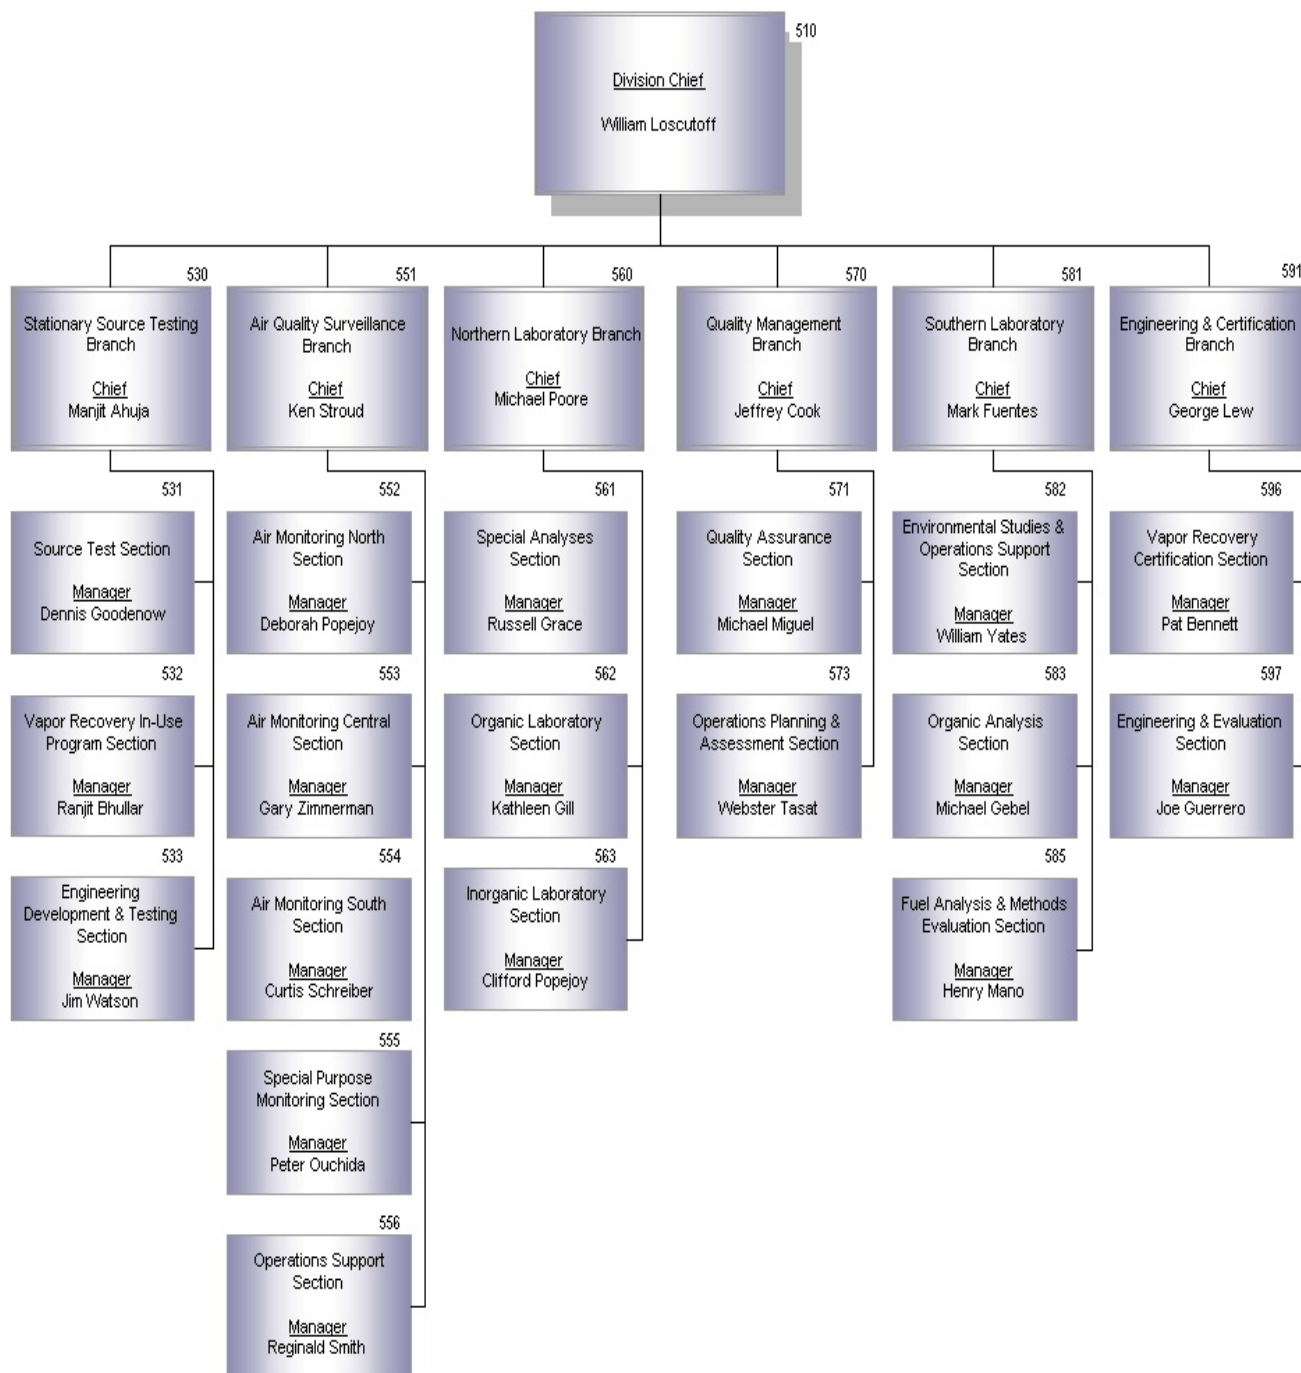 510
Division Chief
William Loscutoff
530
Stationary Source Testing
Branch
Chief
Manjit Ahuja
531
Source Test Section
Manager
Dennis Goodenow
532
Vapor Recovery In-Use
Program Section
Manager
Ranjit Bhullar
533
Engineering
Development & Testing
Section
Manager
Jim Watson
551
Air Quality Surveillance
Branch
Chief
Ken Stroud
552
Air Monitoring North
Section
Manager
Deborah Popejoy
553
Air Monitoring Central
Section
Manager
Gary Zimmerman
554
Air Monitoring South
Section
Manager
Curtis Schreiber
555
Special Purpose
Monitoring Section
Manager
Peter Ouchida
556
Operations Support
Section
Manager
Reginald Smith
560
Northern Laboratory Branch
Chief
Michael Poore
561
Special Analyses
Section
Manager
Russell Grace
562
Organic Laboratory
Section
Manager
Kathleen Gill
563
Inorganic Laboratory
Section
Manager
Clifford Popejoy
570
Quality Management
Branch
Chief
Jeffrey Cook
571
Quality Assurance
Section
Manager
Michael Miguel
573
Operations Planning &
Assessment Section
Manager
Webster Tasat
581
Southern Laboratory
Branch
Chief
Mark Fuentes
582
Environmental Studies &
Operations Support
Section
Manager
William Yates
583
Organic Analysis
Section
Manager
Michael Gebel
585
Fuel Analysis & Methods
Evaluation Section
Manager
Henry Mano
591
Engineering & Certification
Branch
Chief
George Lew
596
Vapor Recovery
Certification Section
Manager
Pat Bennett
597
Engineering & Evaluation
Section
Manager
Joe Guerrero